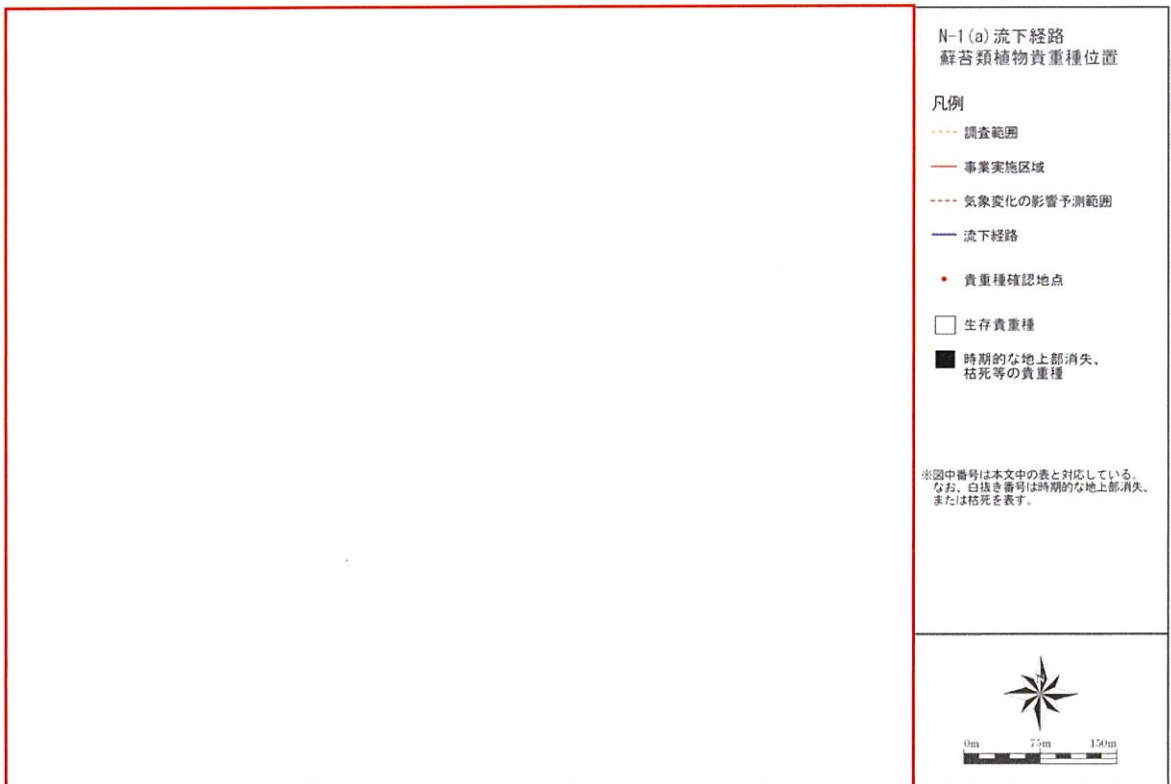 N-1(a)流下経路
蘚苔類植物貴重種位置
凡例
調査範囲
事業実施区域
気象変化の影響予測範囲
流下経路
貴重種確認地点
生存貴重種
時期的な地上部消失、
枯死等の貴重種
※図中番号は本文中の表と対応している。
なお、白抜き番号は時期的な地上部消失、
または枯死を表す。
N
0m 75m 150m